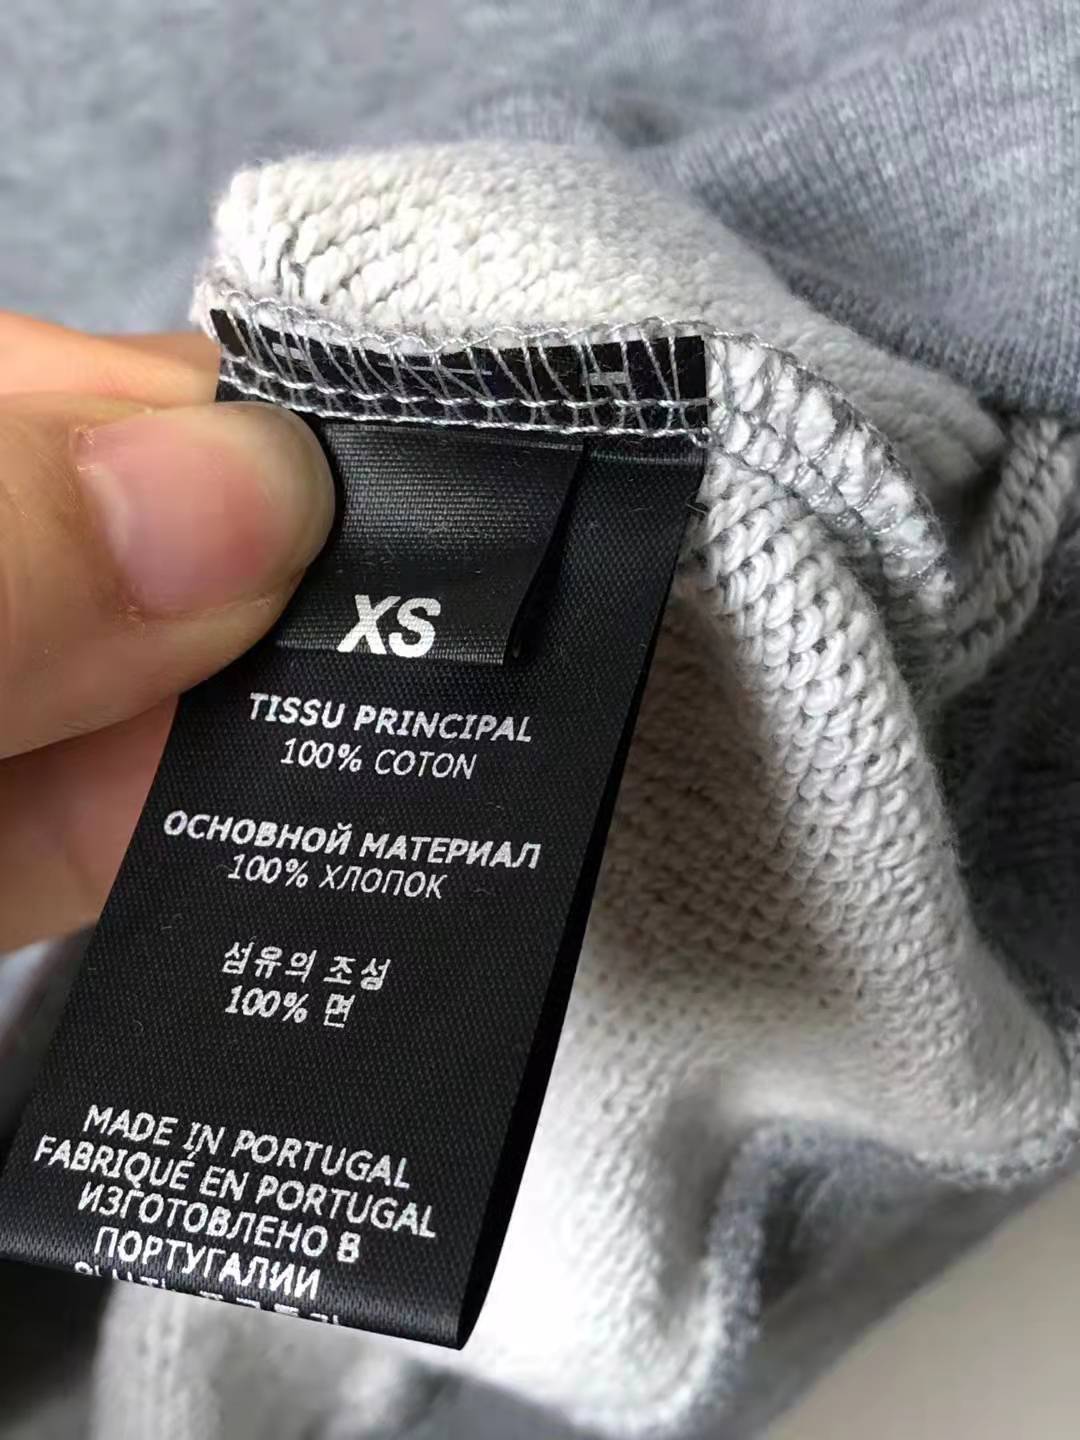 XS
TISSU PRINCIPAL
100% COTON
ОСНОВНОЙ МАТЕРИАЛ
100% ХЛОПОК
섬유의 조성
100% 면
MADE IN PORTUGAL
FABRIQUÉ EN PORTUGAL
ИЗГОТОВЛЕНО В
ПОРТУГАЛИИ